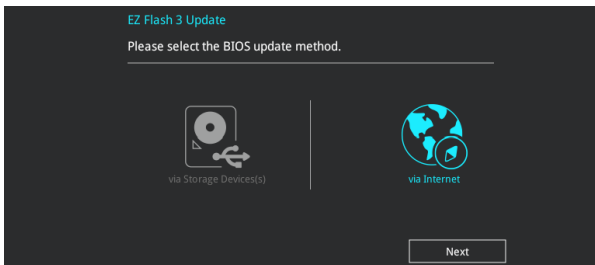 EZ Flash 3 Update
Please select the BIOS update method.
via Storage Devices(s)
via Internet
Next